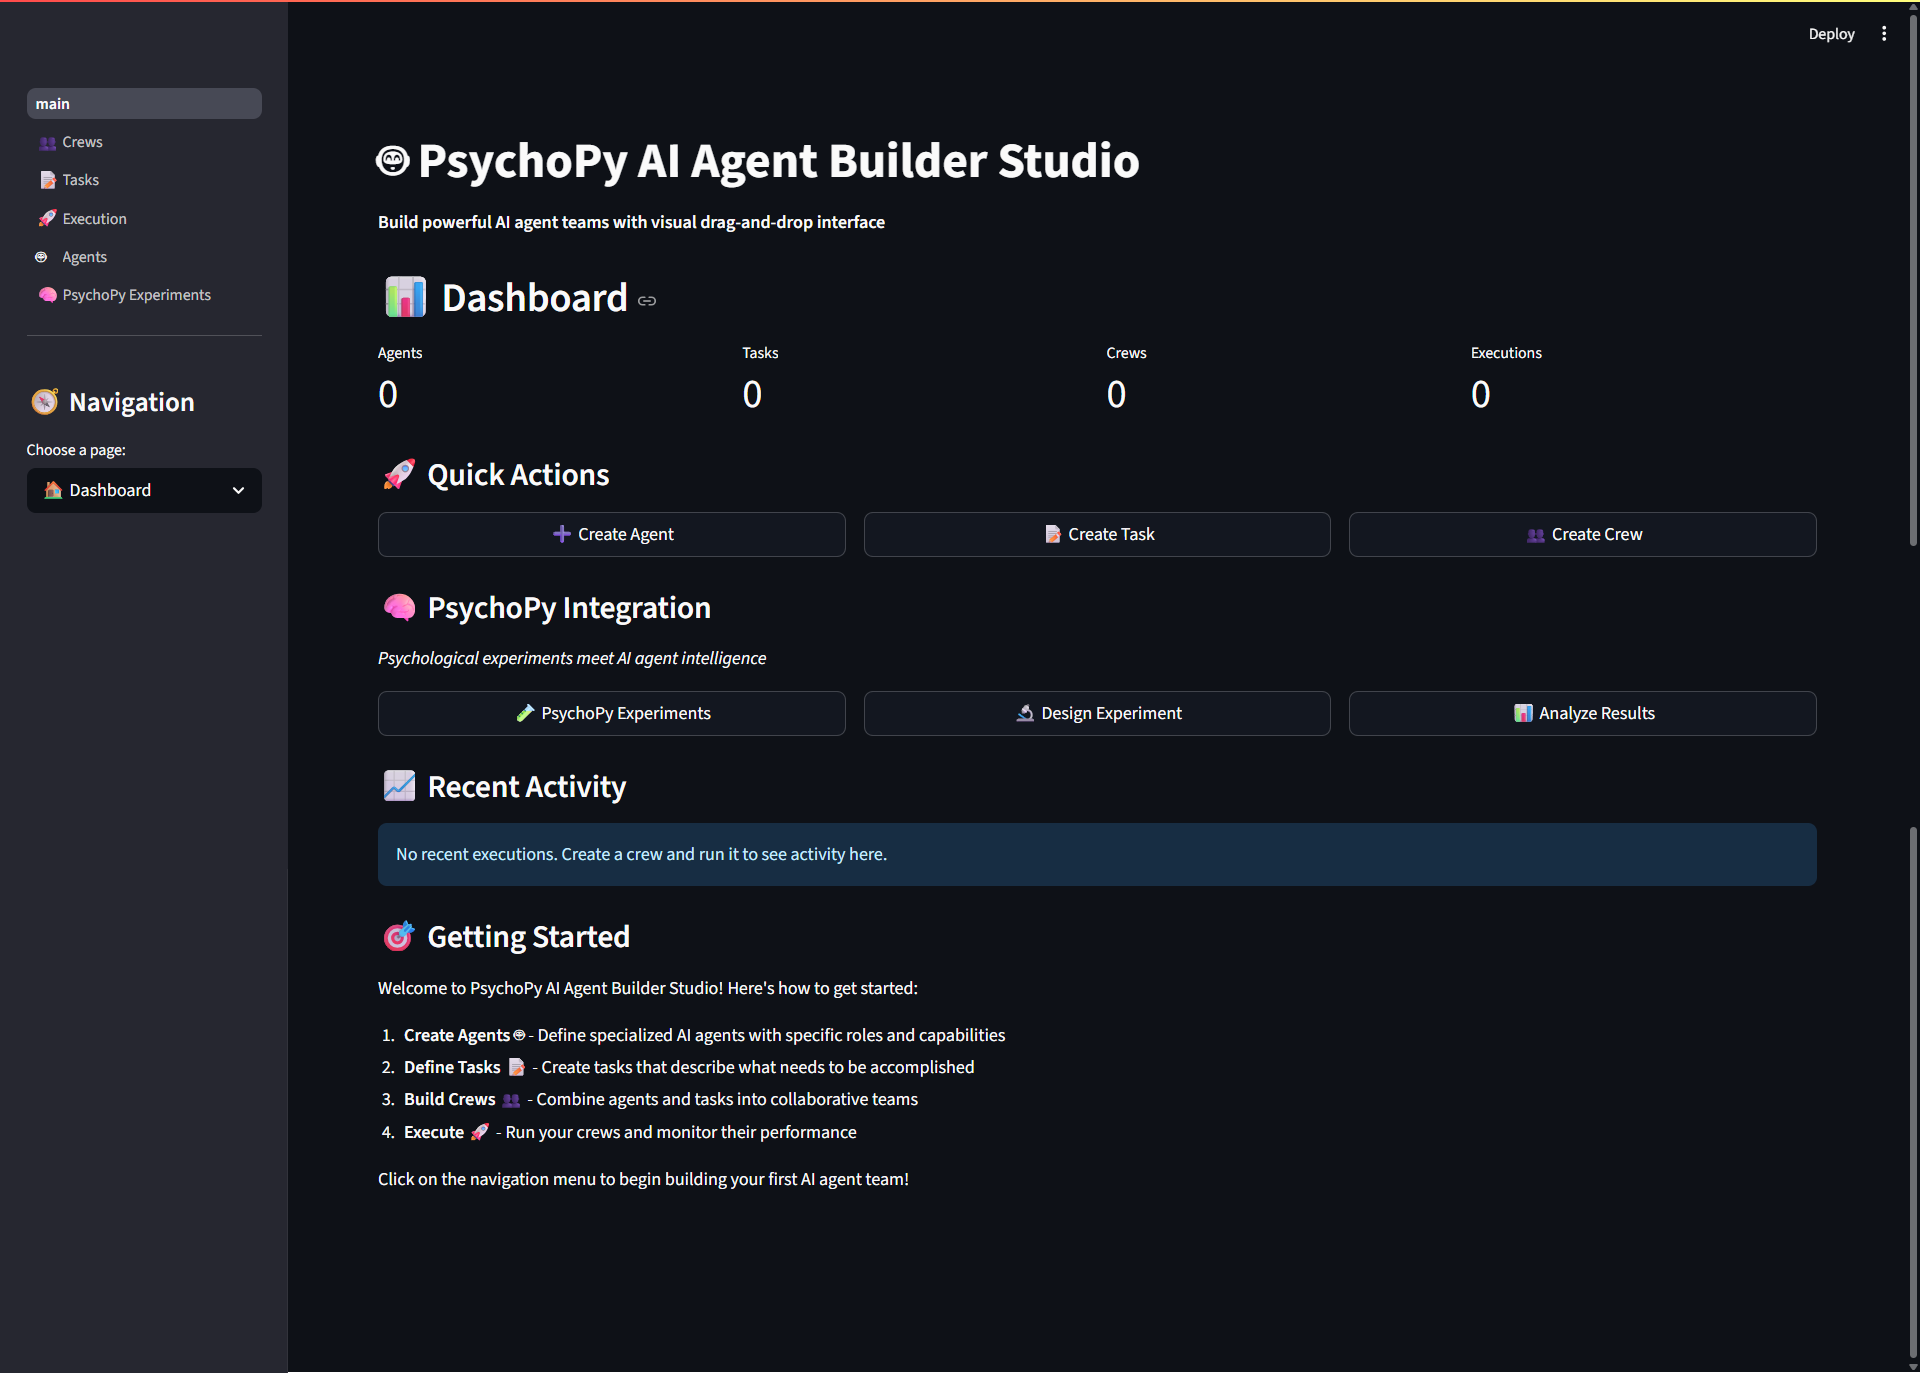 Deploy
main
Crews
Tasks
Execution
Agents
PsychoPy Experiments
Navigation
Choose a page:
Dashboard
PsychoPy AI Agent Builder Studio
Build powerful AI agent teams with visual drag-and-drop interface
Dashboard
Agents Tasks Crews Executions
0 0 0 0
Quick Actions
Create Agent Create Task Create Crew
PsychoPy Integration
Psychological experiments meet AI agent intelligence
PsychoPy Experiments Design Experiment Analyze Results
Recent Activity
No recent executions. Create a crew and run it to see activity here.
Getting Started
Welcome to PsychoPy AI Agent Builder Studio! Here's how to get started:
1. Create Agents - Define specialized AI agents with specific roles and capabilities
2. Define Tasks - Create tasks that describe what needs to be accomplished
3. Build Crews - Combine agents and tasks into collaborative teams
4. Execute - Run your crews and monitor their performance
Click on the navigation menu to begin building your first AI agent team!